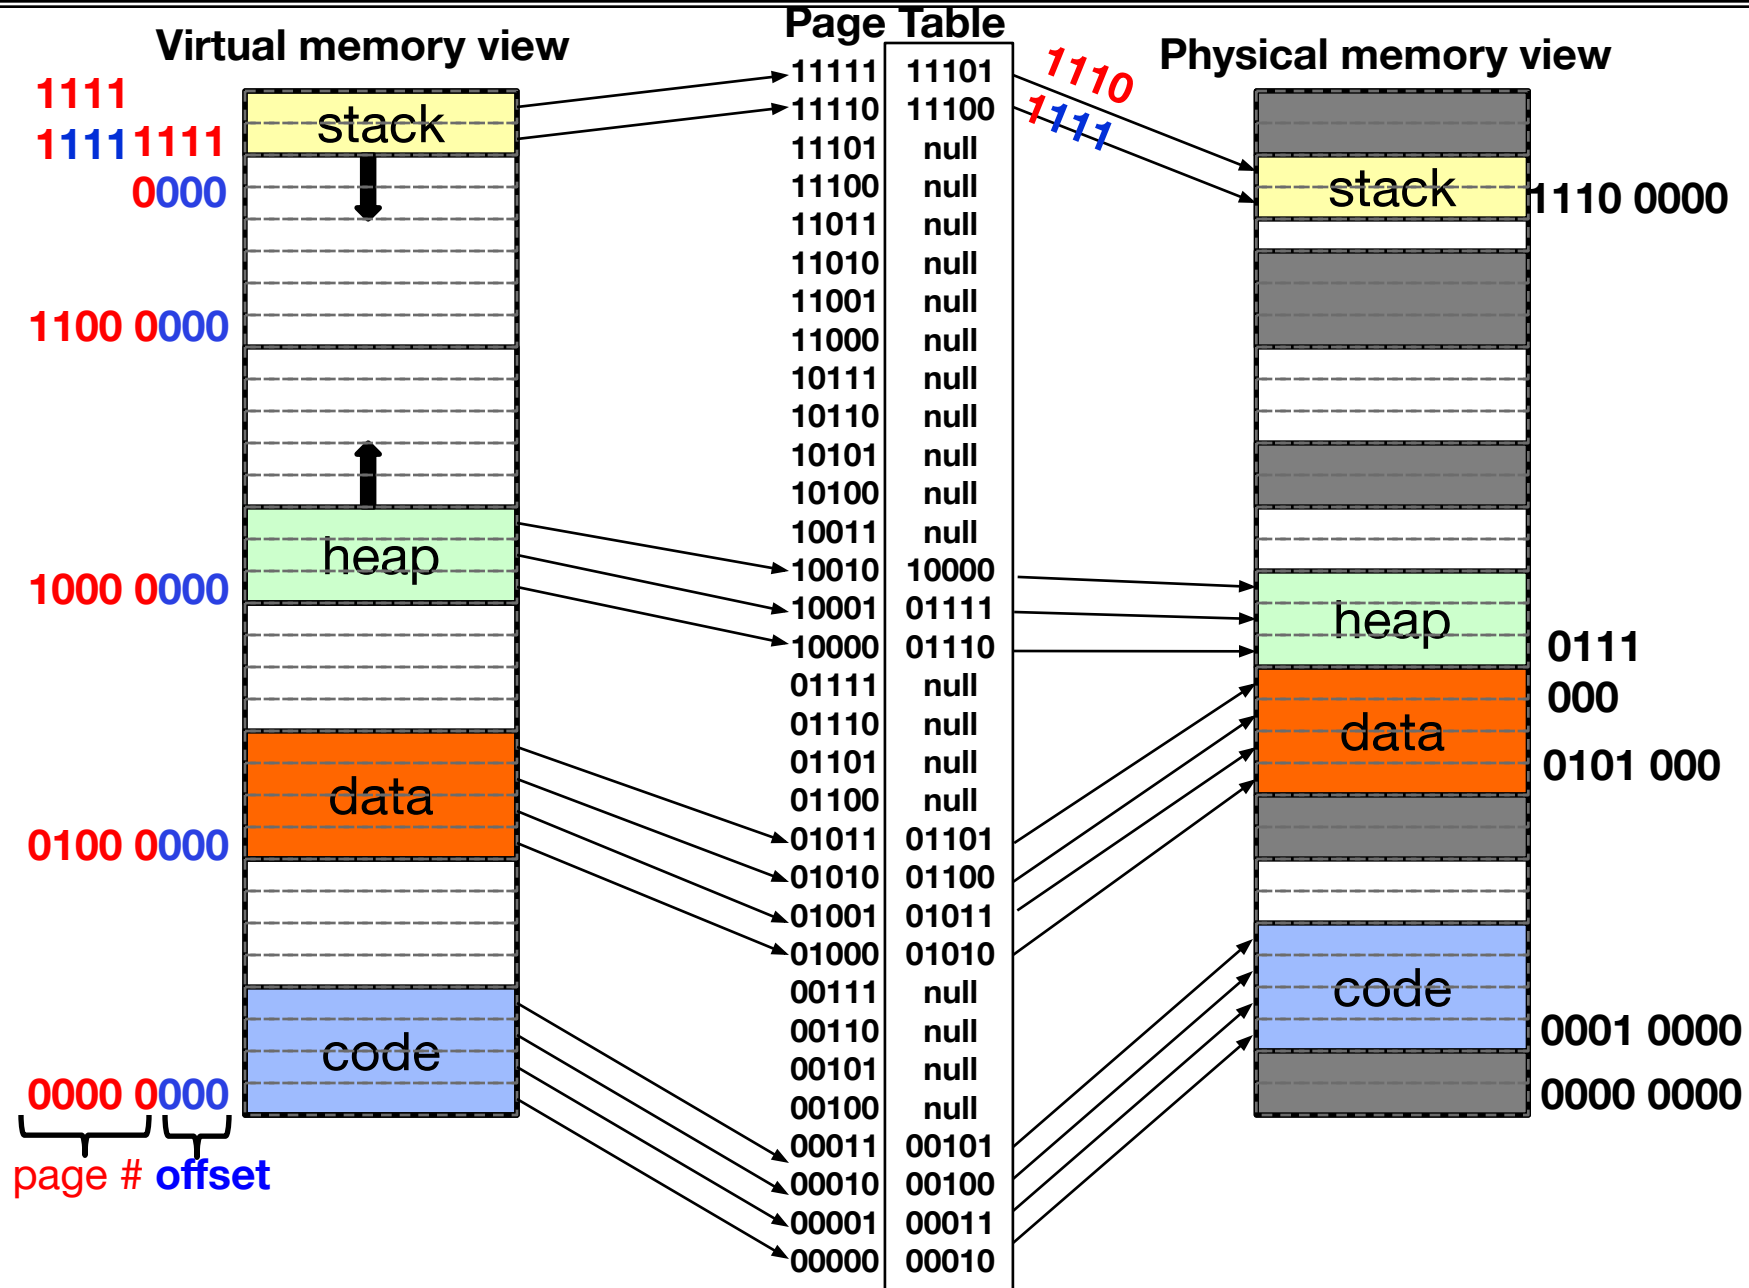 Page Table
Virtual memory view
Physical memory view
1111
1111 1111
0000
1100 0000
1000 0000
0100 0000
0000 0000
page # offset
stack
heap
data
code
11111 11101
11110 11100
11101 null
11100 null
11011 null
11010 null
11001 null
11000 null
10111 null
10110 null
10101 null
10100 null
10011 null
10010 10000
10001 01111
10000 01110
01111 null
01110 null
01101 null
01100 null
01011 01101
01010 01100
01001 01011
01000 01010
00111 null
00110 null
00101 null
00100 null
00011 00101
00010 00100
00001 00011
00000 00010
1110
1111
stack
heap
data
code
1110 0000
0111
000
0101 000
0001 0000
0000 0000